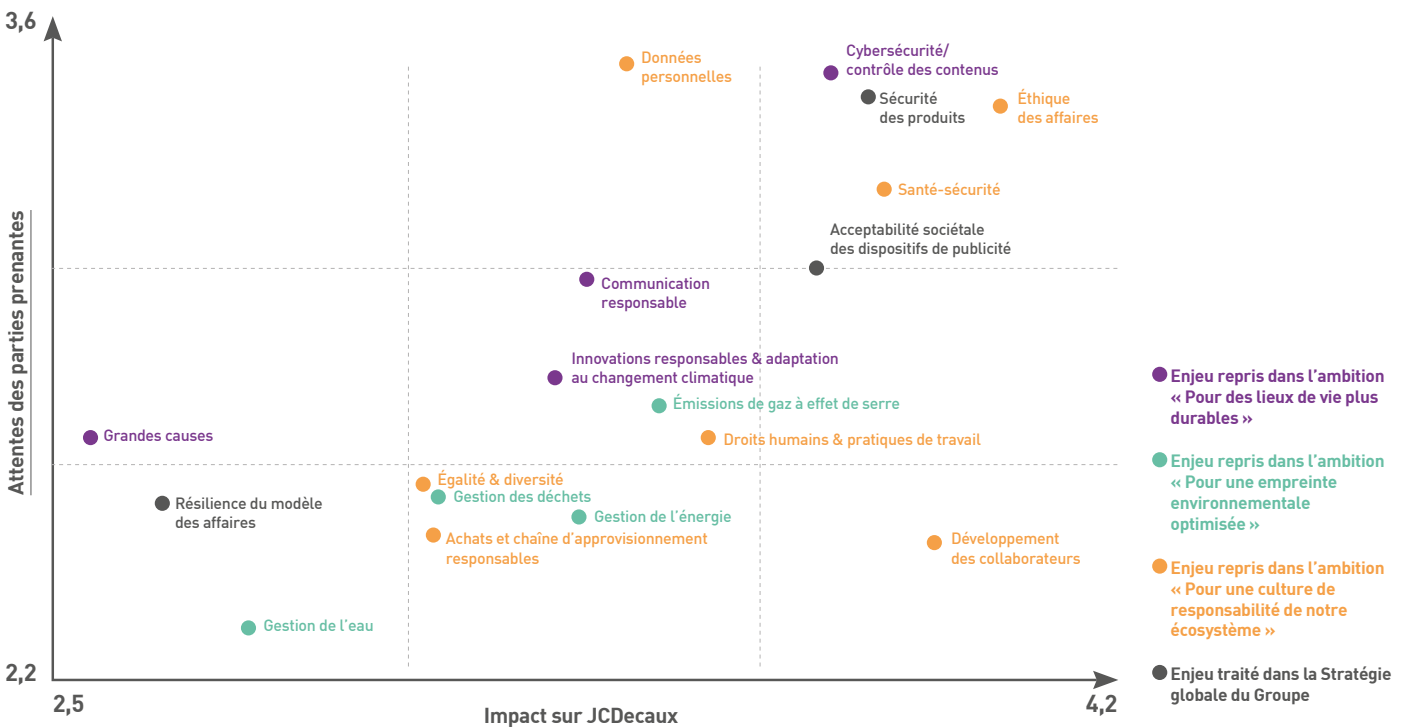 3,6
Attentes des parties prenantes
Données
personnelles
Cybersécurité/
contrôle des contenus
Sécurité
des produits
Éthique
des affaires
Santé-sécurité
Acceptabilité sociétale
des dispositifs de publicité
Communication
responsable
Innovations responsables & adaptation
au changement climatique
Émissions de gaz à effet de serre
Grandes causes
Droits humains & pratiques de travail
Égalité & diversité
Gestion des déchets
Résilience du modèle
des affaires
Gestion de l'énergie
Achats et chaîne d'approvisionnement
responsables
Développement
des collaborateurs
Gestion de l'eau
2,2
2,5
Impact sur JCDecaux
4,2
Enjeu repris dans l'ambition
« Pour des lieux de vie plus
durables »
Enjeu repris dans l'ambition
« Pour une empreinte
environnementale
optimisée »
Enjeu repris dans l'ambition
« Pour une culture de
responsabilité de notre
écosystème »
Enjeu traité dans la Stratégie
globale du Groupe